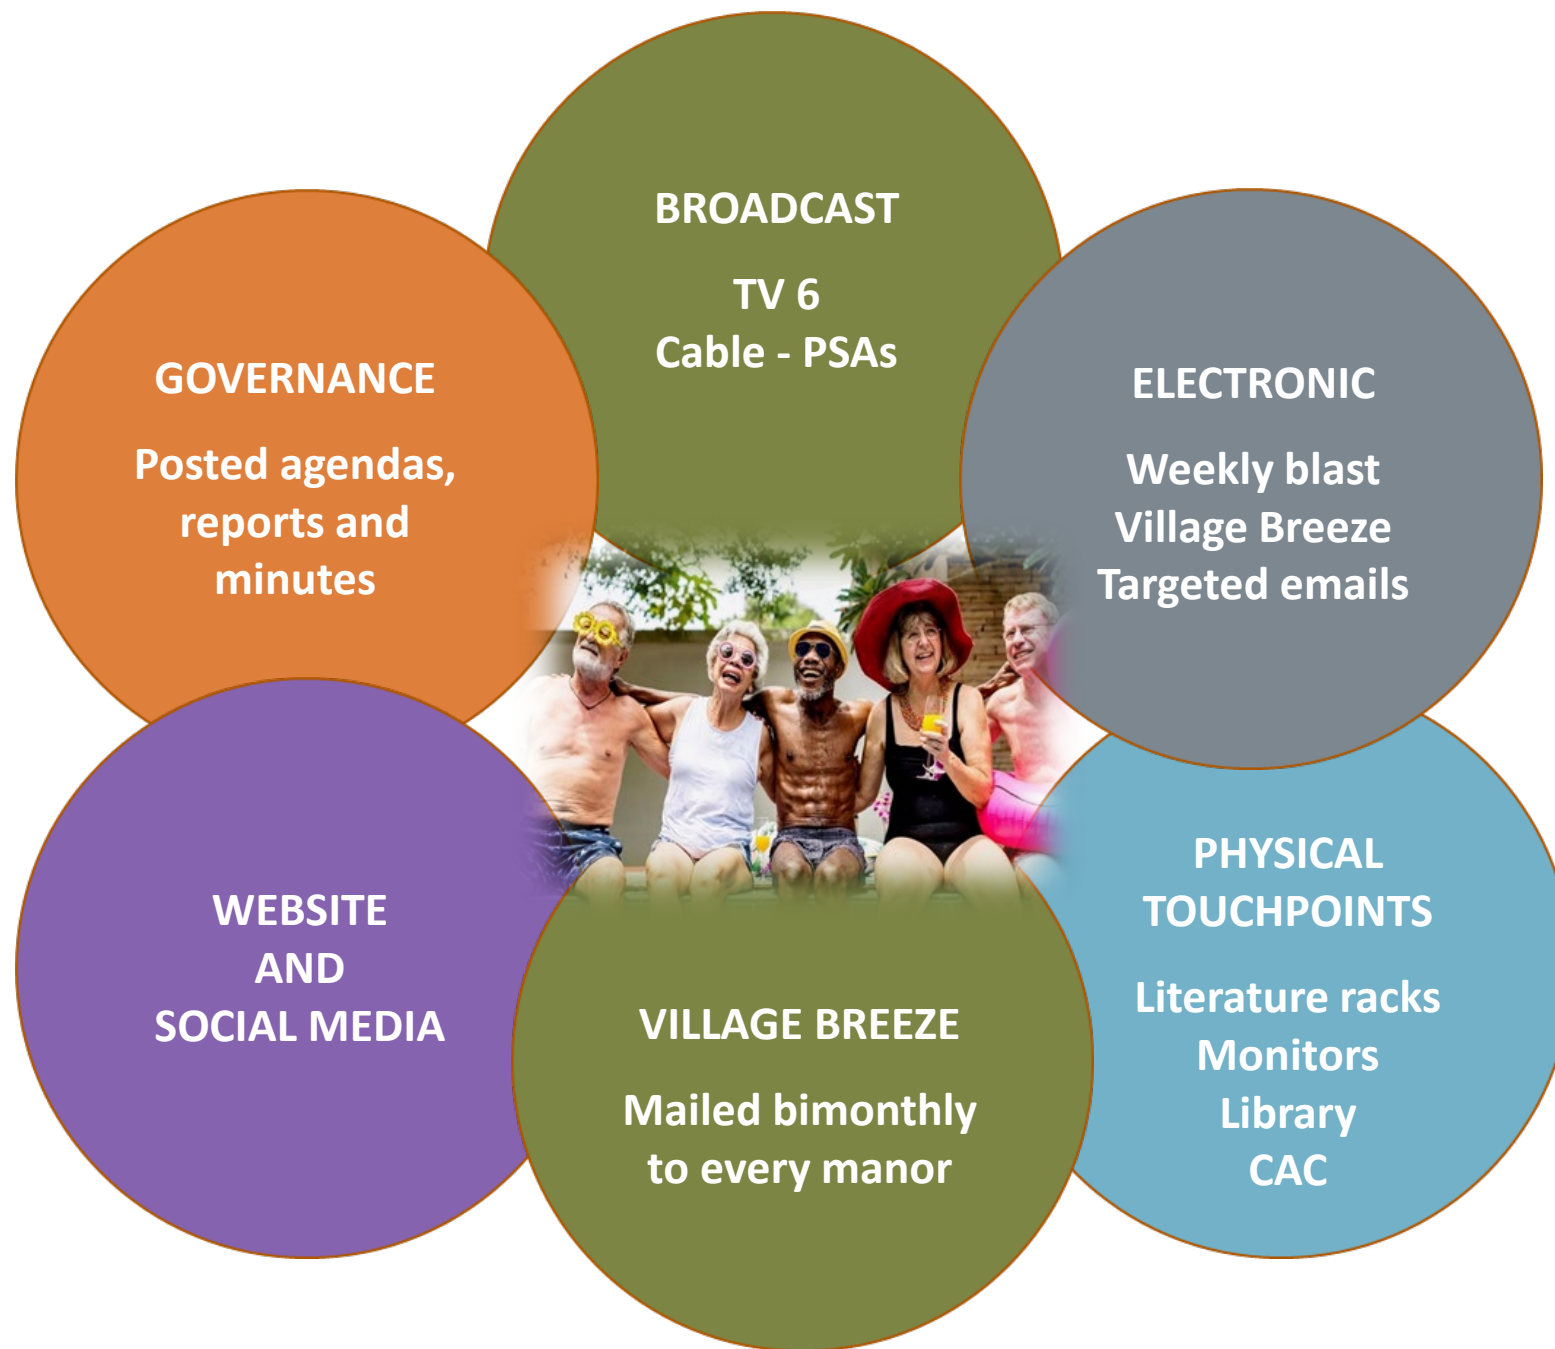 BROADCAST
TV 6
Cable - PSAs
GOVERNANCE
Posted agendas,
reports and
minutes
ELECTRONIC
Weekly blast
Village Breeze
Targeted emails
WEBSITE
AND
SOCIAL MEDIA
VILLAGE BREEZE
Mailed bimonthly
to every manor
PHYSICAL
TOUCHPOINTS
Literature racks
Monitors
Library
CAC